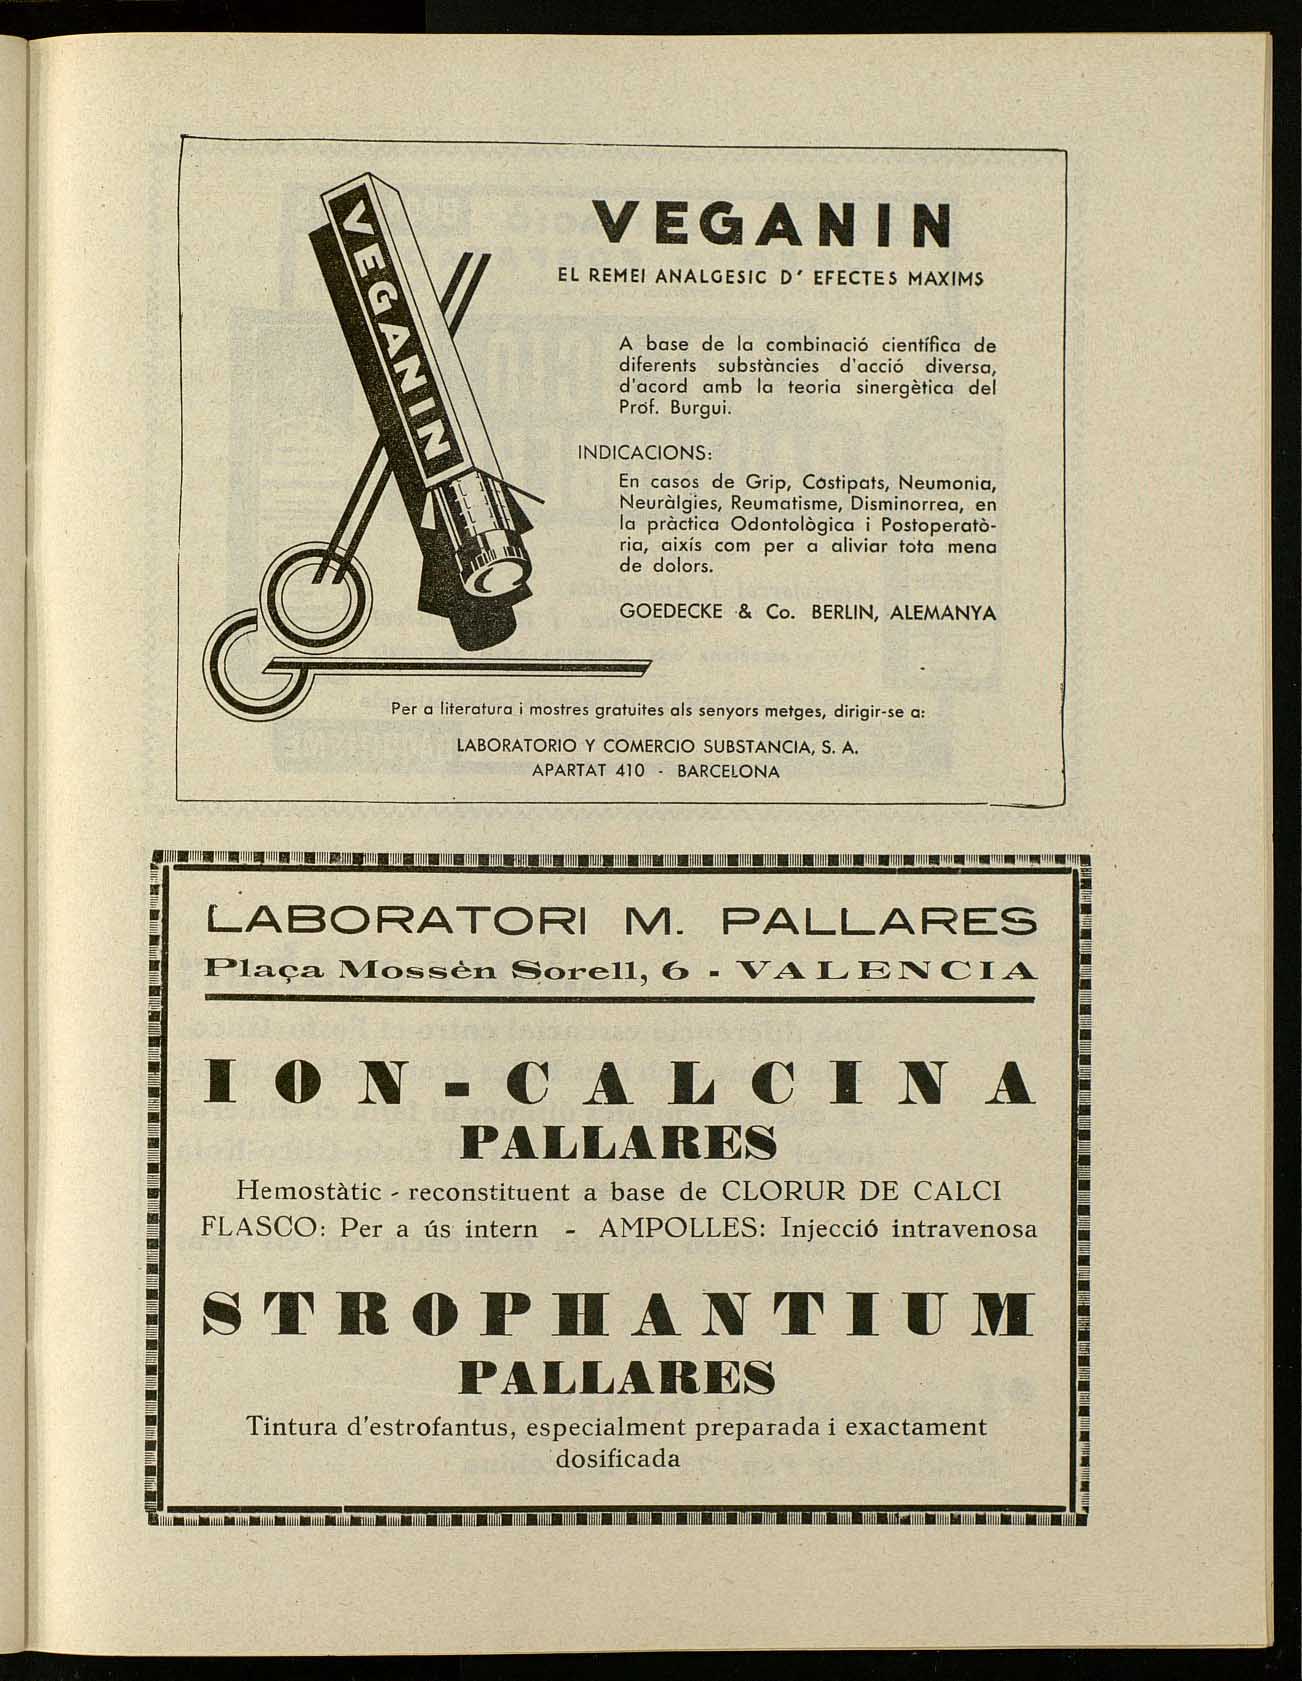 VEGANIN
VEGANIN
EL REMEI ANALGESIC D' EFECTES MAXIMS
A base de la combinació científica de
diferents substàncies d'acció diversa,
d'acord amb la teoria sinergètica del
Prof. Burgui.
INDICACIONS:
En casos de Grip, Cóstipats, Neumonia,
Neuràlgies, Reumatisme, Disminorrea, en
la pràctica Odontològica i Postoperatò-
ria, aixís com per a aliviar tota mena
de dolors.
GOEDECKE & Co. BERLIN, ALEMANYA
Per a literatura i mostres gratuites als senyors metges, dirigir-se a:
LABORATORIO Y COMERCIO SUBSTANCIA, S. A.
APARTAT 410 - BARCELONA
LABORATORI M. PALLARES
Plaça Mossèn Sorell, 6 - VALENCIA
ION-CALCINA
PALLARES
Hemostàtic - reconstituent a base de CLORUR DE CALCI
FLASCO: Per a ús intern - AMPOLLES: Injecció intravenosa
STROPHANTIUM
PALLARES
Tintura d'estrofantus, especialment preparada i exactament
dosificada